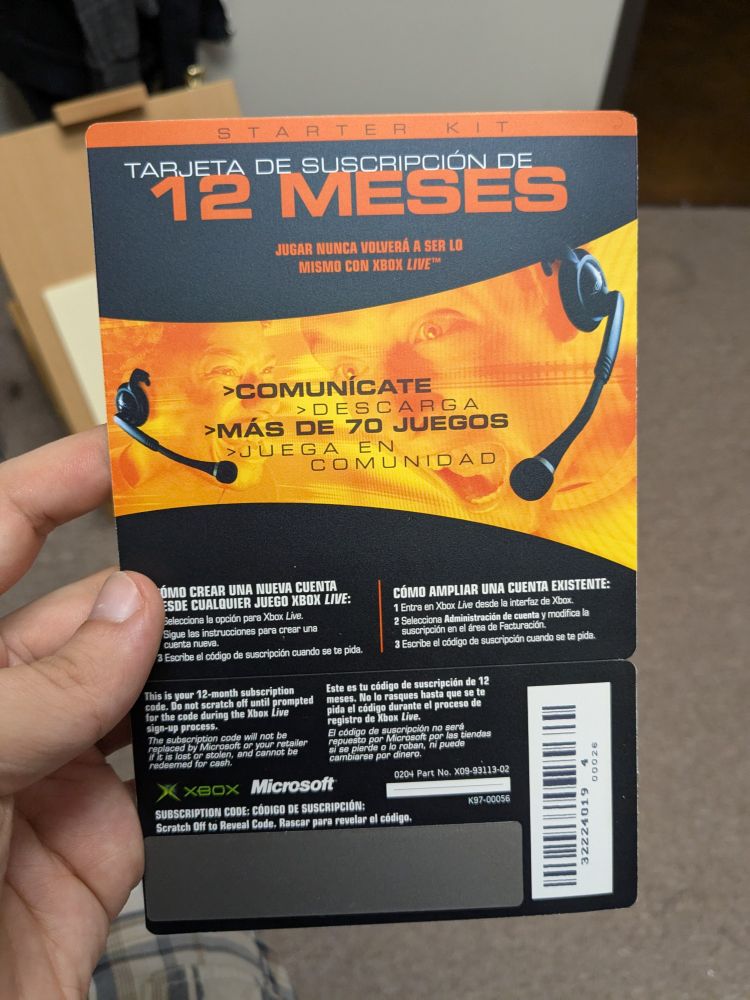 STARTER KIT
TARJETA DE SUSCRIPCIÓN DE
12 MESES
JUGAR NUNCA VOLVERÁ A SER LO
MISMO CON XBOX LIVE™
>COMUNÍCATE
>DESCARGA
>MÁS DE 70 JUEGOS
>JUEGA EN
COMUNIDAD
ÓMO CREAR UNA NUEVA CUENTA
ESDE CUALQUIER JUEGO XBOX LIVE:
Selecciona la opción para Xbox Live.
Sigue las instrucciones para crear una
cuenta nueva.
3 Escribe el código de suscripción cuando se te pida.
CÓMO AMPLIAR UNA CUENTA EXISTENTE:
1 Entra en Xbox Live desde la interfaz de Xbox.
2 Selecciona Administración de cuenta y modifica la
suscripción en el área de Facturación.
3 Escribe el código de suscripción cuando se te pida.
This is your 12-month subscription
code. Do not scratch off until prompted
for the code during the Xbox Live
sign-up process.
The subscription code will not be
replaced by Microsoft or your retailer
if it is lost or stolen, and cannot be
redeemed for cash.
Este es tu código de suscripción de 12
meses. No lo rasques hasta que se te
pida el código durante el proceso de
registro de Xbox Live.
El código de suscripción no será
repuesto por Microsoft por las tiendas
si se pierde o lo roban, ni puede
cambiarse por dinero.
XBOX Microsoft
0204 Part No. X09-93113-02
K97-00056
SUBSCRIPTION CODE: CÓDIGO DE SUSCRIPCIÓN:
Scratch Off to Reveal Code. Rascar para revelar el código.
32224019 4
00026